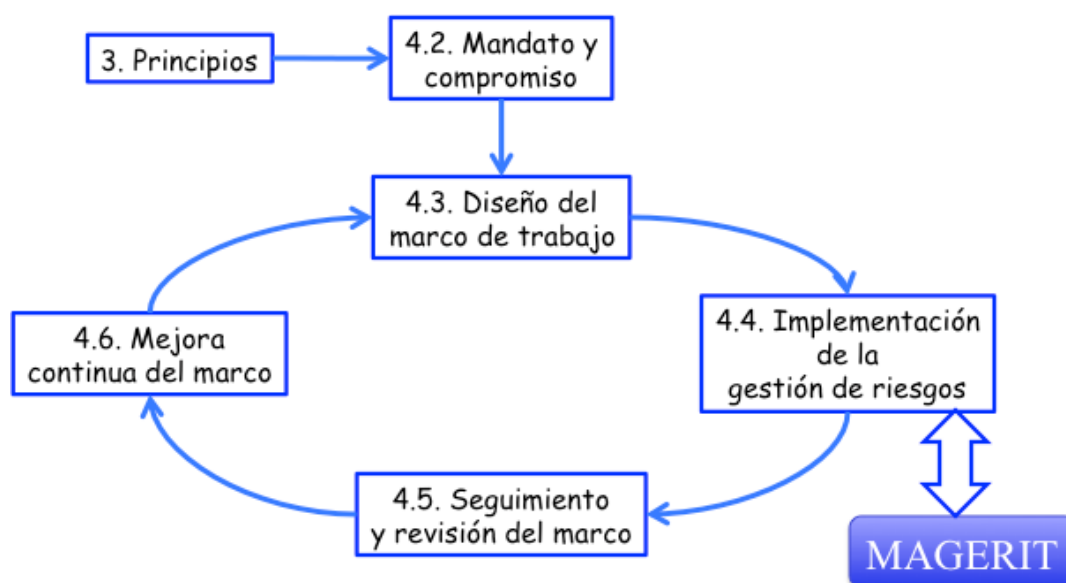 3. Principios
4.2. Mandato y
compromiso
4.3. Diseño del
marco de trabajo
4.4. Implementación
de la
gestión de riesgos
4.6. Mejora
continua del marco
4.5. Seguimiento
y revisión del marco
MAGERIT